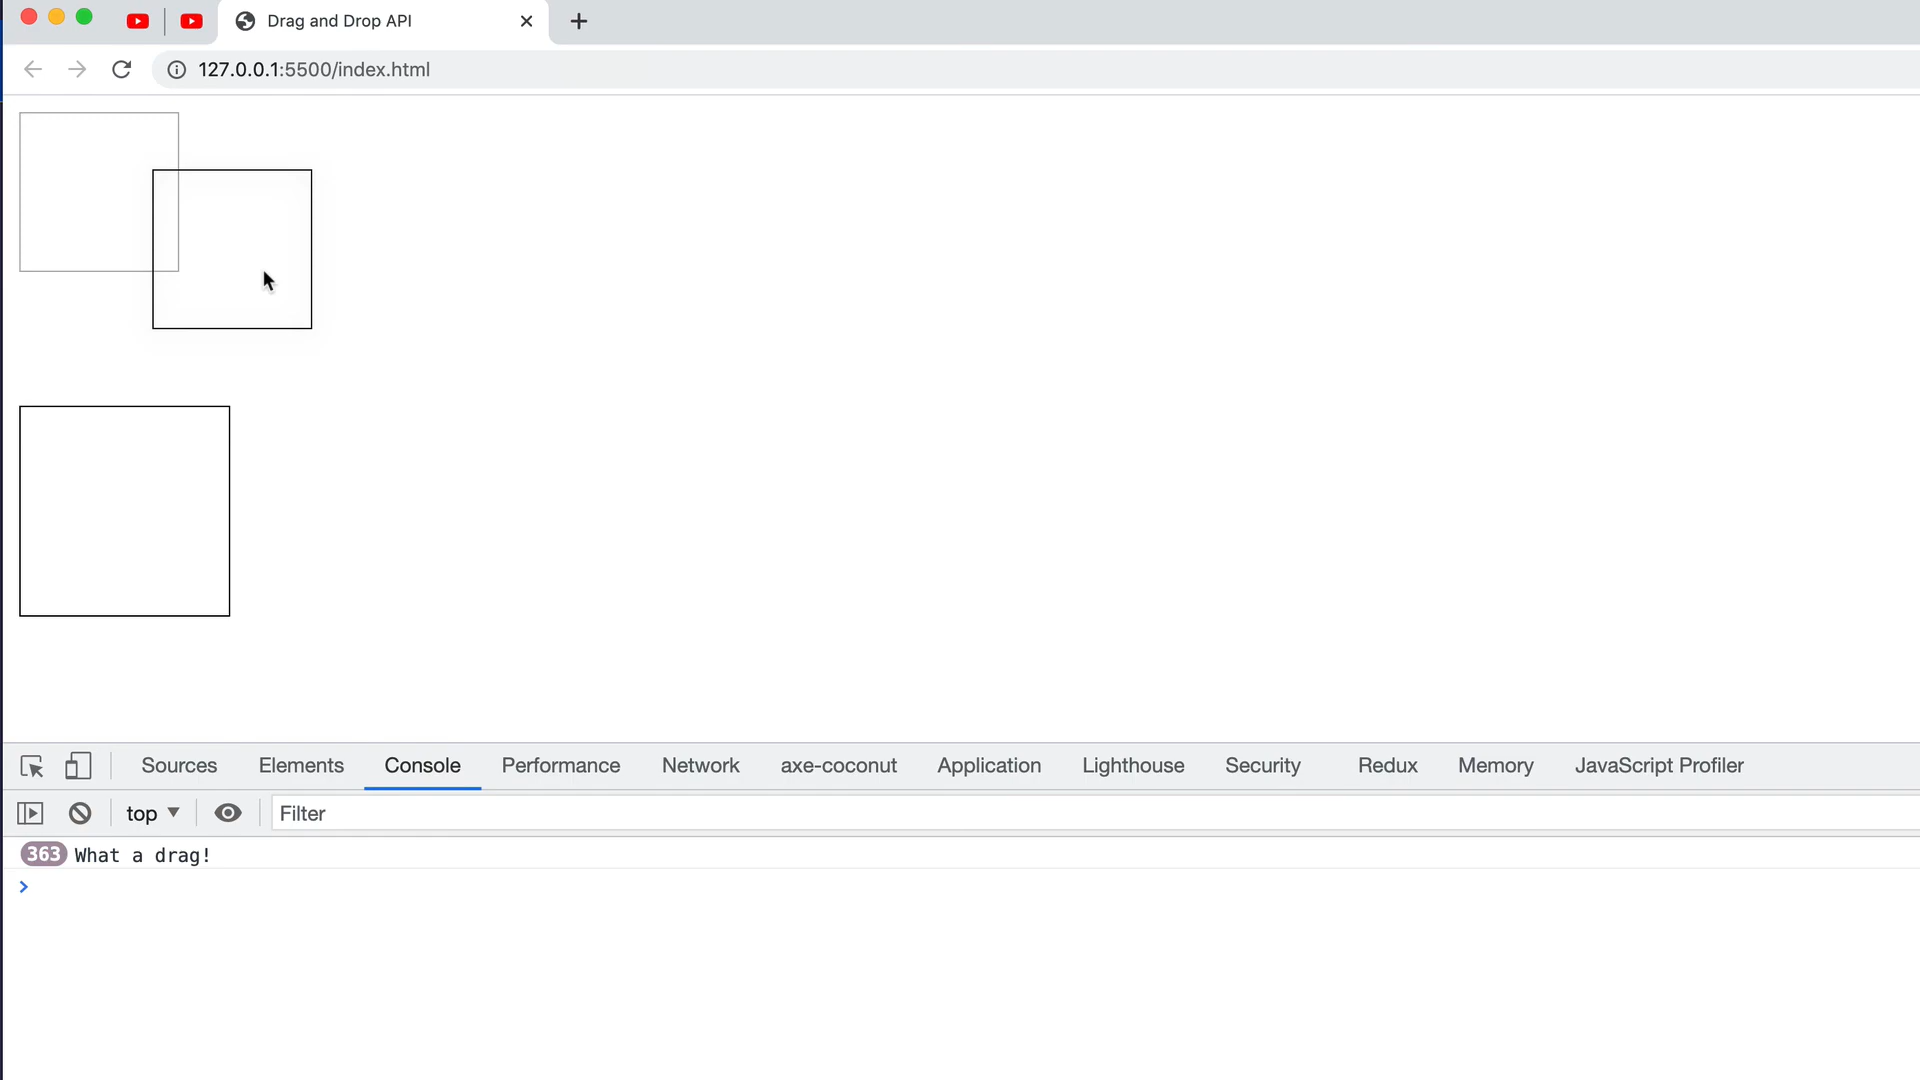 Drag and Drop API
127.0.0.1:5500/index.html
Sources Elements Console Performance Network axe-coconut Application Lighthouse Security Redux Memory JavaScript Profiler
top Filter
363 What a drag!